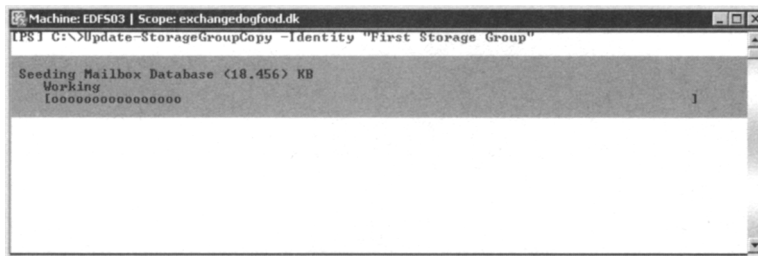 Machine: EDFS03 | Scope: exchangedogfood.dk
[PS] C:\>Update-StorageGroupCopy -Identity "First Storage Group"
Seeding Mailbox Database (18.456) KB
Working
[oooooooooooooooo ]